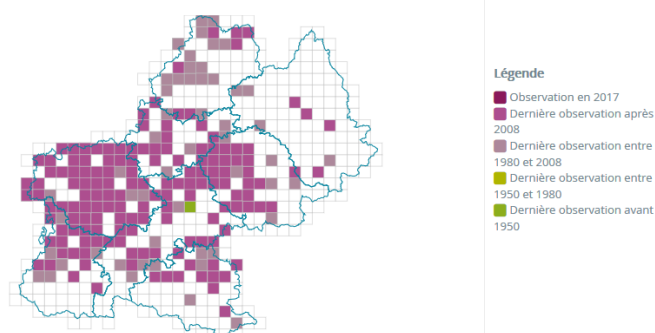 Légende
Observation en 2017
Dernière observation après
2008
Dernière observation entre
1980 et 2008
Dernière observation entre
1950 et 1980
Dernière observation avant
1950